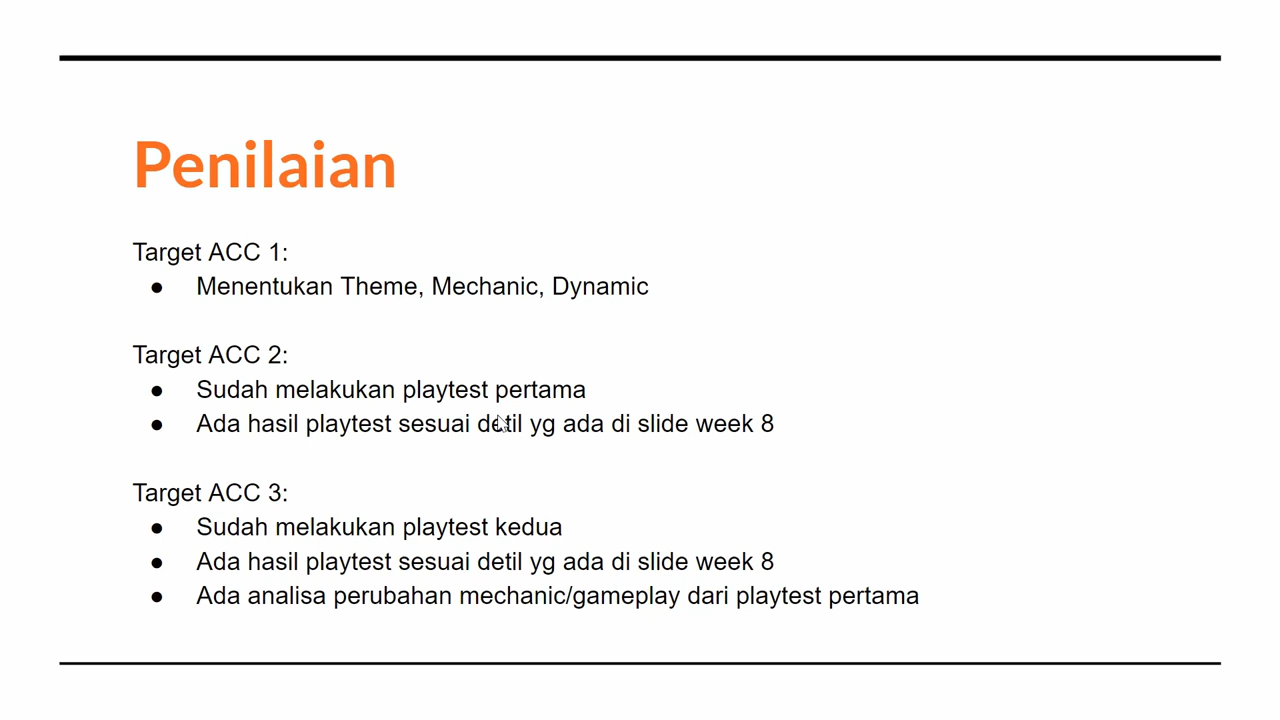 Penilaian
Target ACC 1:
● Menentukan Theme, Mechanic, Dynamic
Target ACC 2:
● Sudah melakukan playtest pertama
● Ada hasil playtest sesuai detil yg ada di slide week 8
Target ACC 3:
● Sudah melakukan playtest kedua
● Ada hasil playtest sesuai detil yg ada di slide week 8
● Ada analisa perubahan mechanic/gameplay dari playtest pertama